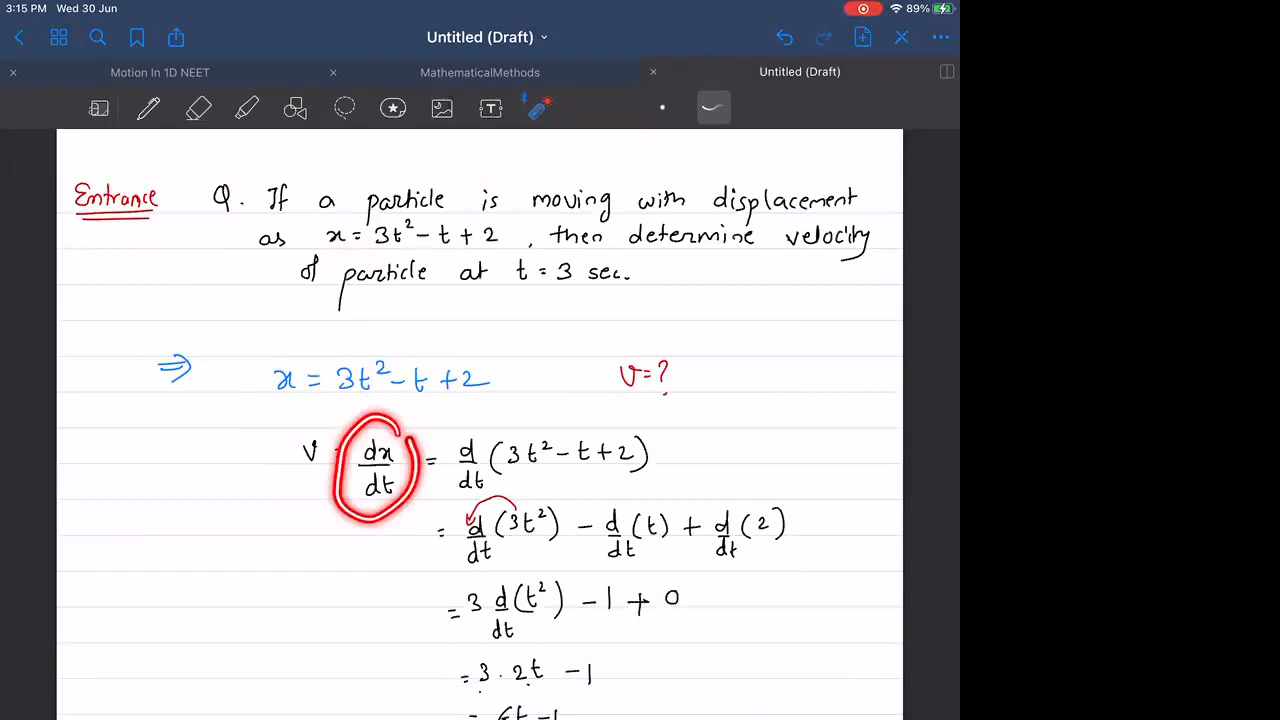 3:15 PM Wed 30 Jun 89%
Untitled (Draft)
Motion In 1D NEET MathematicalMethods Untitled (Draft)
Entrance Q. If a particle is moving with displacement
as x = 3t² - t + 2 , then determine velocity
of particle at t = 3 sec.
⇒ x = 3t² - t + 2 v = ?
v = dx/dt = d/dt (3t² - t + 2)
= d/dt (3t²) - d/dt (t) + d/dt (2)
= 3 d/dt (t²) - 1 + 0
= 3 . 2t - 1
= 6t - 1